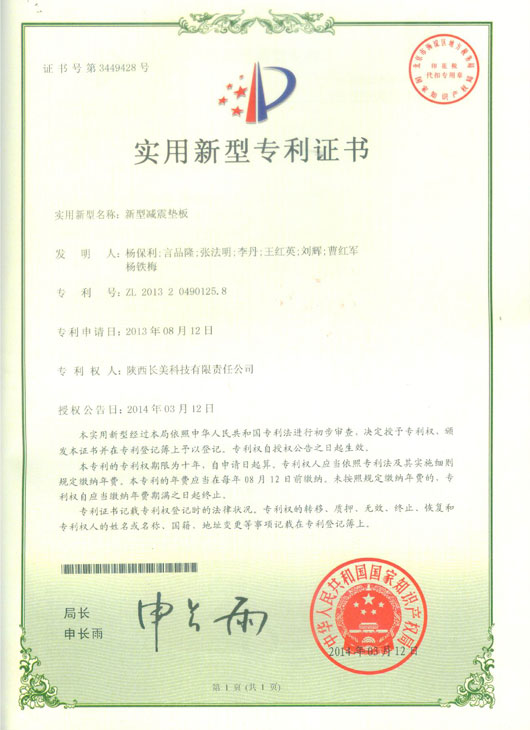 证书号第3449428号
印花税
代扣专用章
实用新型专利证书
实用新型名称：新型减震垫板
发明人：杨保利;言品隆;张法明;李丹;王红英;刘辉;曹红军
杨铁梅
专利号：ZL 2013 2 0490125.8
专利申请日：2013年08月12日
专利权人：陕西长美科技有限责任公司
授权公告日：2014年03月12日
本实用新型经过本局依照中华人民共和国专利法进行初步审查，决定授予专利权，颁
发本证书并在专利登记簿上予以登记。专利权自授权公告之日起生效。
本专利的专利权期限为十年，自申请日起算。专利权人应当依照专利法及其实施细则
规定缴纳年费。本专利的年费应当在每年08月12日前缴纳。未按照规定缴纳年费的，专
利权自应当缴纳年费期满之日起终止。
专利证书记载专利权登记时的法律状况。专利权的转移、质押、无效、终止、恢复和
专利权人的姓名或名称、国籍、地址变更等事项记载在专利登记簿上。
局长
申长雨
申长雨
中华人民共和国国家知识产权局
2014年03月12日
第1页(共1页)